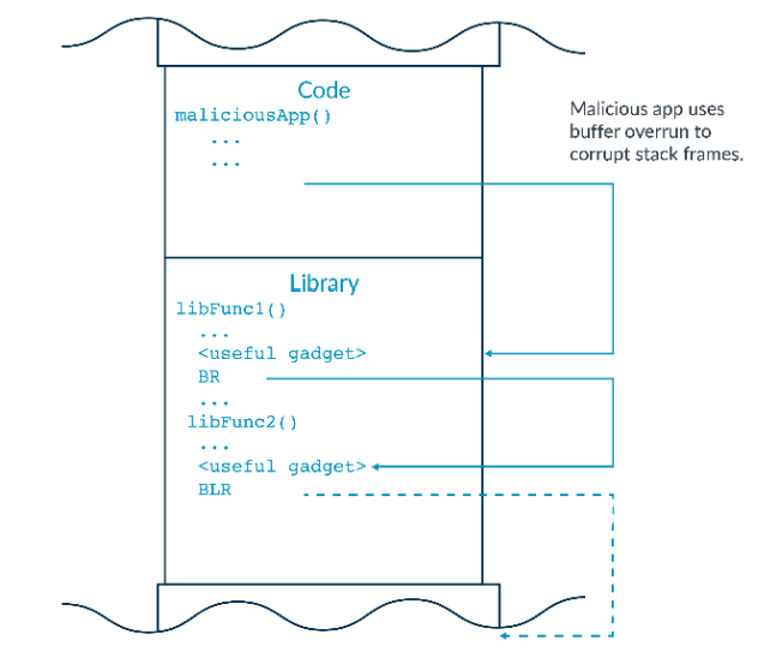 Code
maliciousApp()
...
...
Malicious app uses
buffer overrun to
corrupt stack frames.
Library
libFunc1()
...
<useful gadget>
BR
...
libFunc2()
...
<useful gadget>
BLR